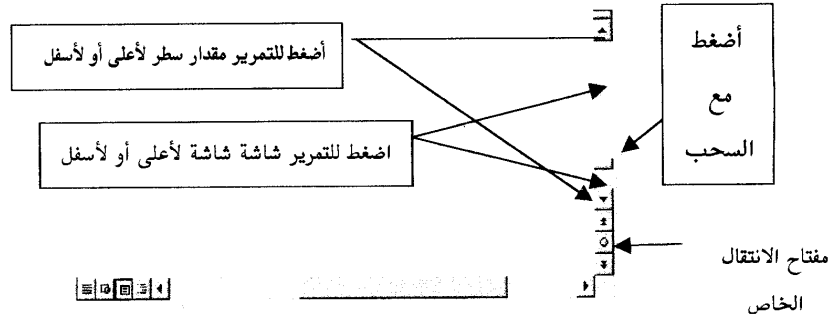 أضغط للتمرير مقدار سطر لأعلى أو لأسفل
اضغط للتمرير شاشة شاشة لأعلى أو لأسفل
أضغط
مع
السحب
مفتاح الانتقال
الخاص